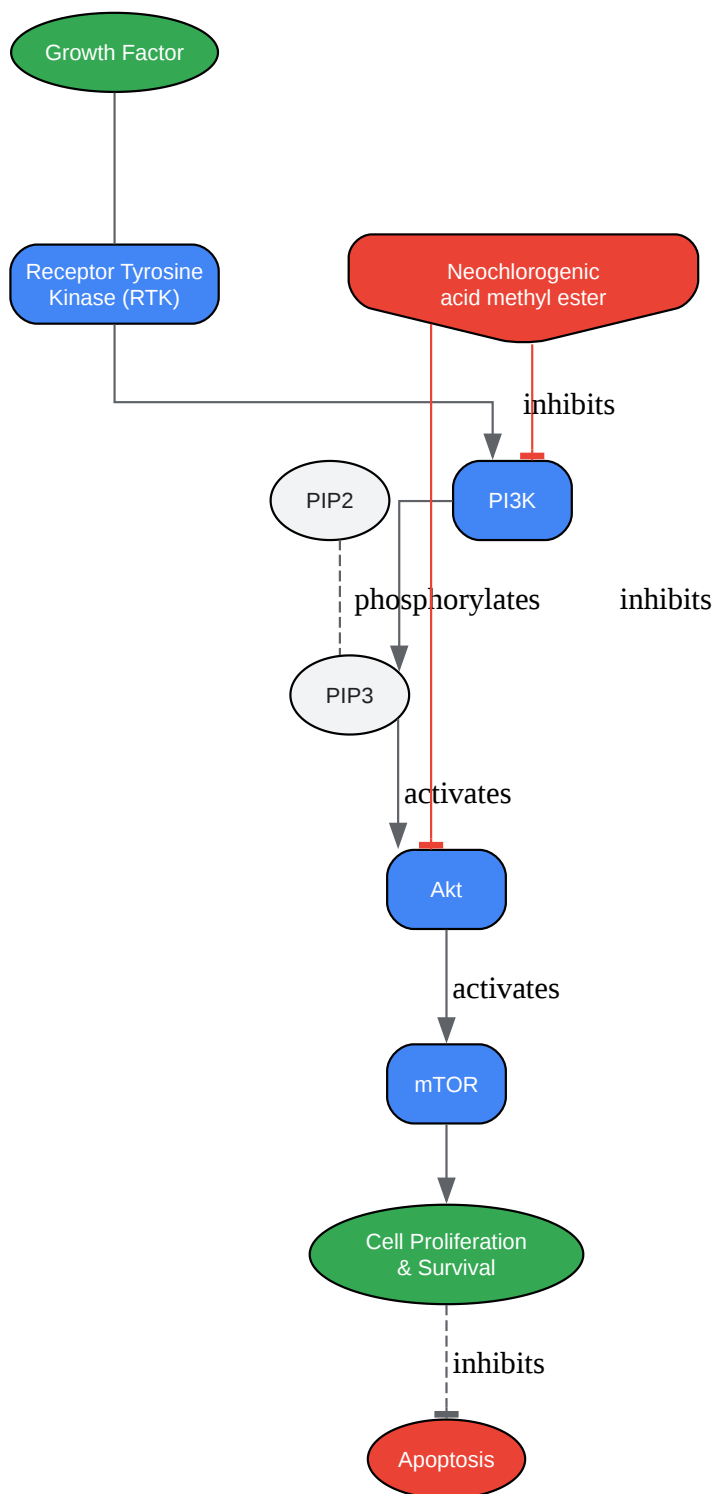 Growth Factor
Receptor Tyrosine
Kinase (RTK)
Neochlorogenic
acid methyl ester
inhibits
PIP2
PI3K
phosphorylates
inhibits
PIP3
activates
Akt
activates
mTOR
Cell Proliferation
& Survival
inhibits
Apoptosis